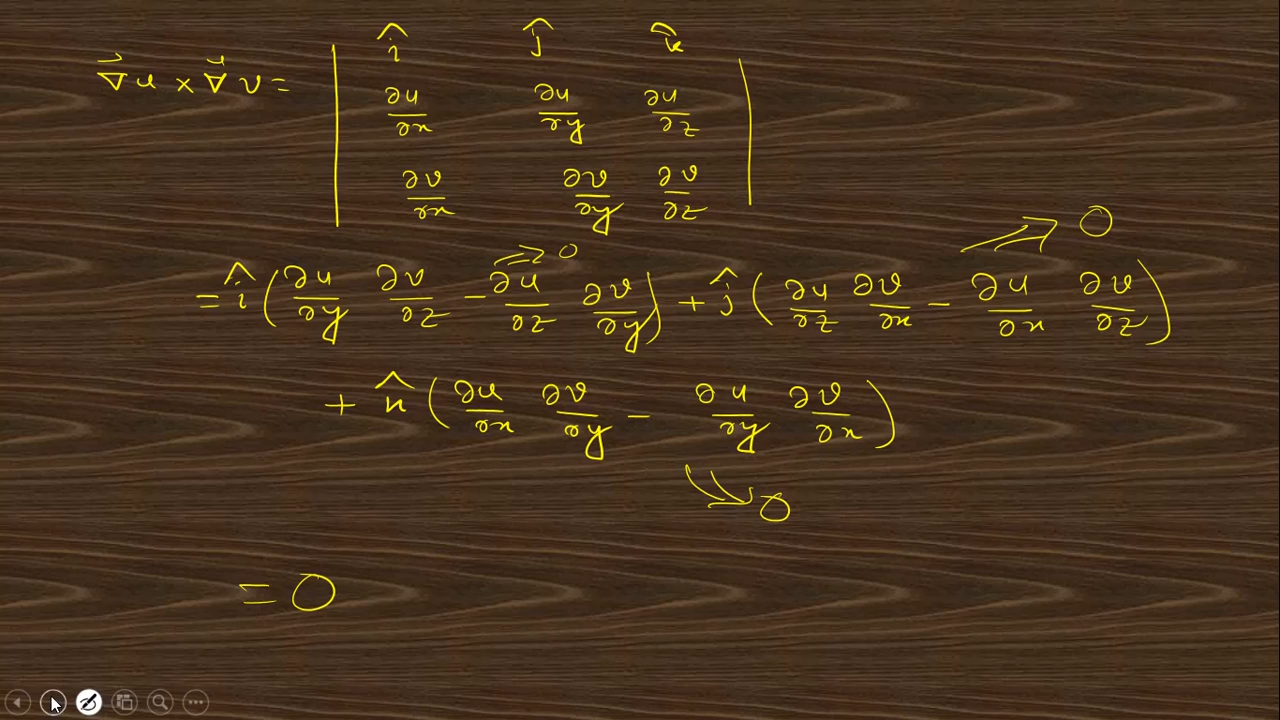 î ĵ k̂
∇⃗u × ∇⃗v = | ∂u/∂x ∂u/∂y ∂u/∂z |
∂v/∂x ∂v/∂y ∂v/∂z
= î (∂u/∂y ∂v/∂z − ∂u/∂z ∂v/∂y) → 0 + ĵ (∂u/∂z ∂v/∂x − ∂u/∂x ∂v/∂z) → 0
+ k̂ (∂u/∂x ∂v/∂y − ∂u/∂y ∂v/∂x)
→ 0
= 0